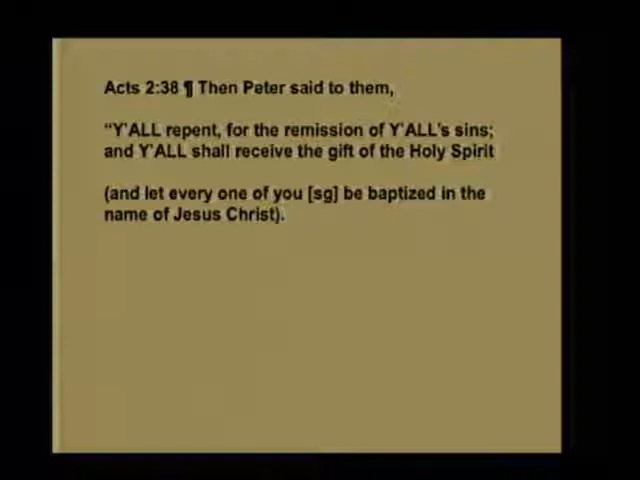 Acts 2:38 ¶ Then Peter said to them,
“Y’ALL repent, for the remission of Y’ALL’s sins;
and Y’ALL shall receive the gift of the Holy Spirit
(and let every one of you [sg] be baptized in the
name of Jesus Christ).